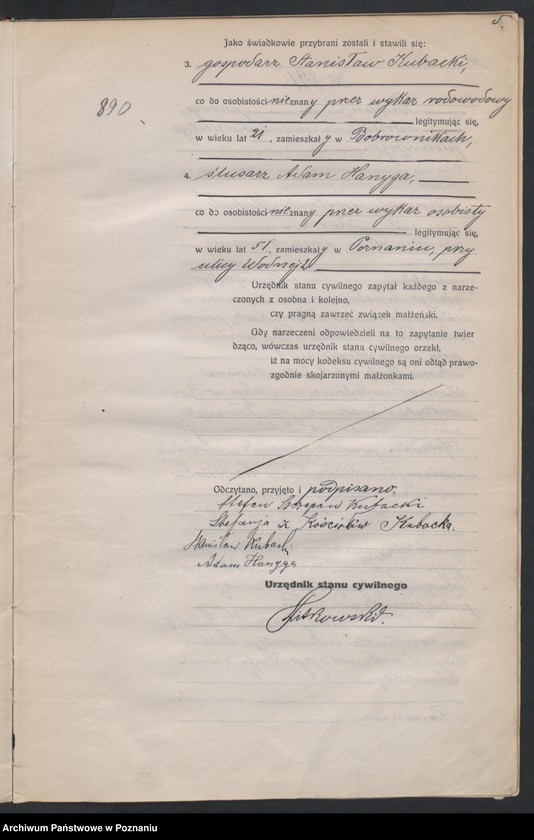 5.
Jako świadkowie przybrani zostali i stawili się:
3. gospodarz Stanisław Kubacki,
890
co do osobistości nieznany przez wykaz rodowodowy
legitymując się,
w wieku lat 21, zamieszkały w Bobrownikach,
4. ślusarz Adam Hanyga,
co do osobistości nieznany przez wykaz osobisty
legitymując się,
w wieku lat 51, zamieszkały w Poznaniu, przy
ulicy Wodnej 2
Urzędnik stanu cywilnego zapytał każdego z narze-
czonych z osobna i kolejno,
czy pragną zawrzeć związek małżeński.
Gdy narzeczeni odpowiedzieli na to zapytanie twier
dząco, wówczas urzędnik stanu cywilnego orzekł,
iż na mocy kodeksu cywilnego są oni odtąd prawo-
zgodnie skojarzonymi małżonkami.
Odczytano, przyjęto i podpisano.
Stefan Szczepan Kubacki
Stefanja z Kościołów Kubacka.
Stanisław Kubacki
Adam Hanyga
Urzędnik stanu cywilnego
Archiwum Państwowe w Poznaniu